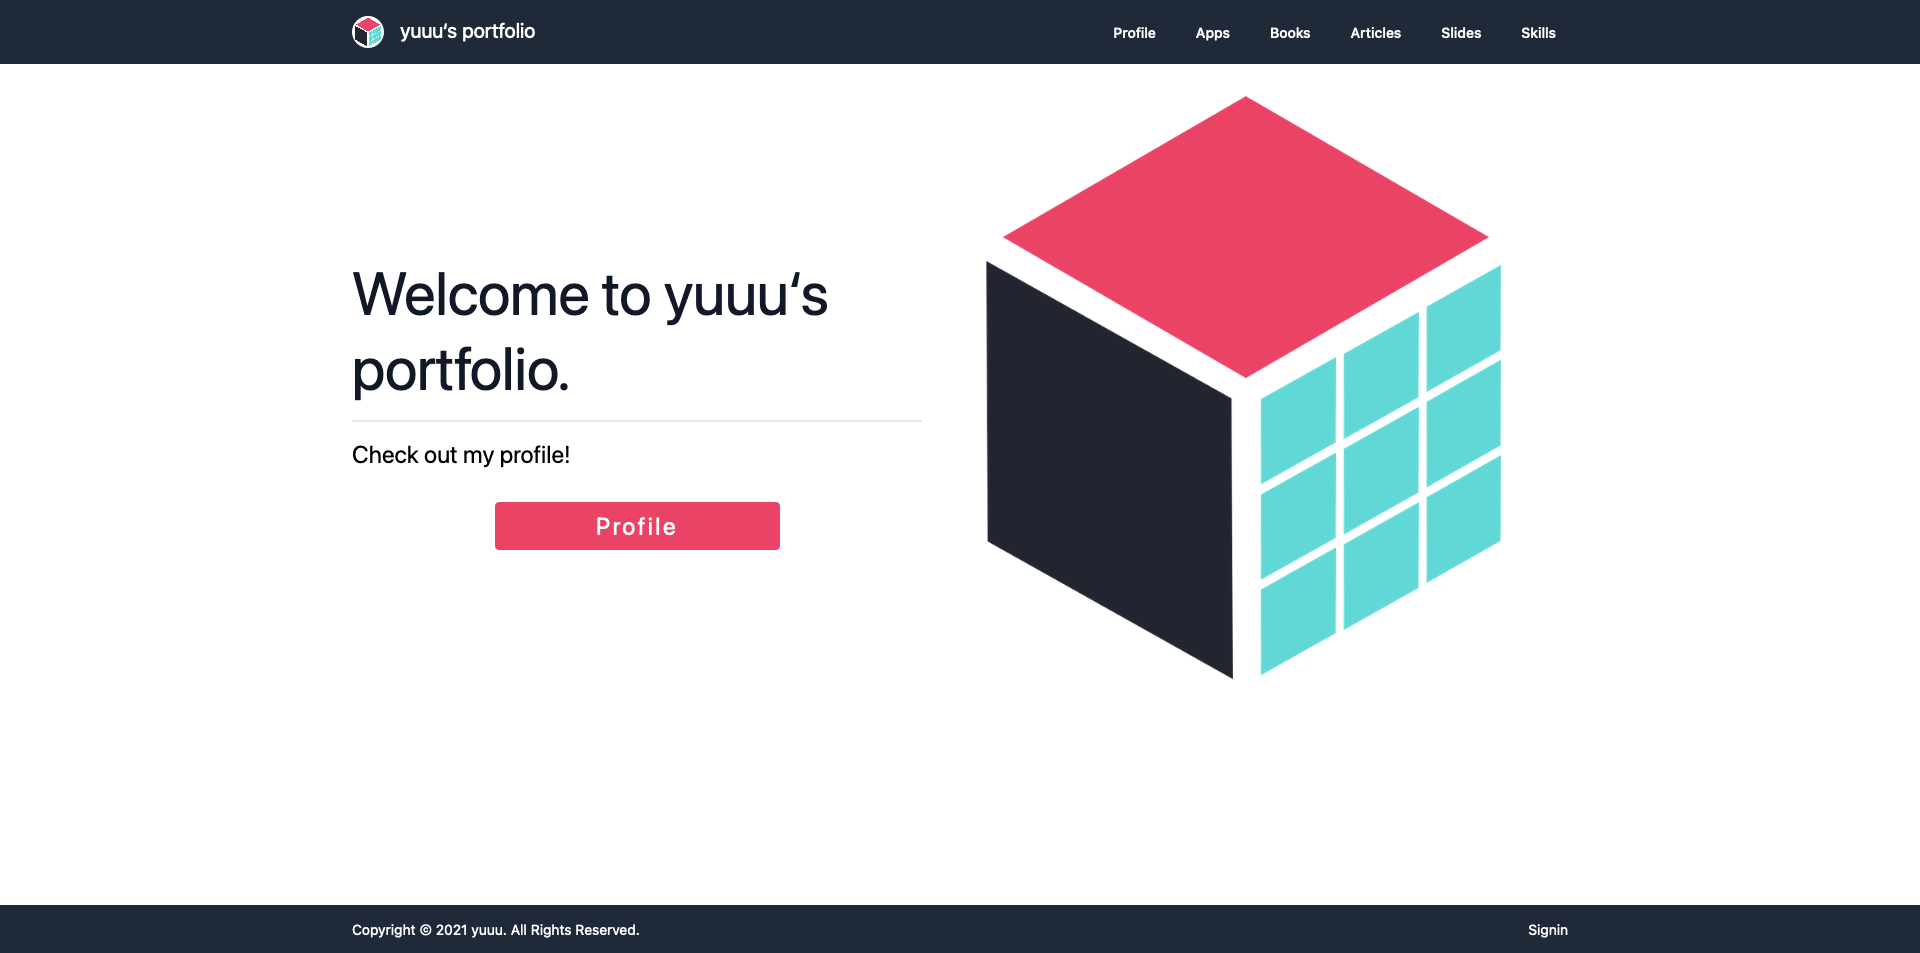 yuuu‘s portfolio
Profile Apps Books Articles Slides Skills
Welcome to yuuu‘s
portfolio.
Check out my profile!
Profile
Copyright © 2021 yuuu. All Rights Reserved.
Signin